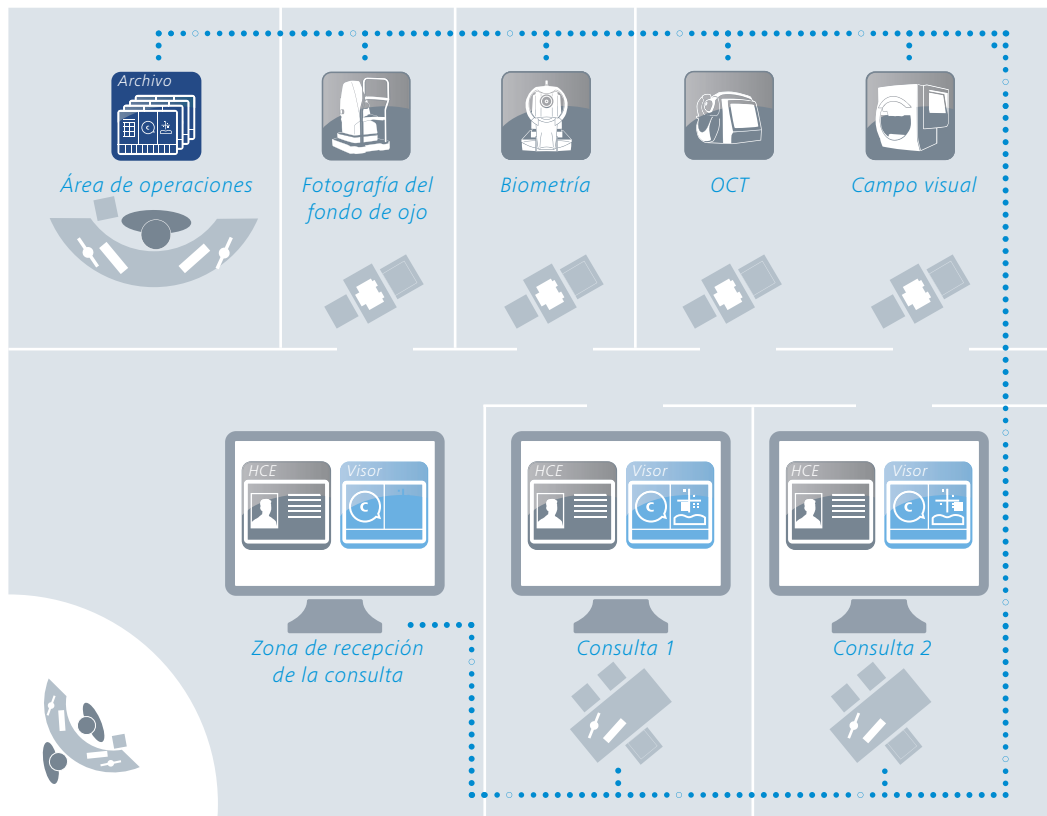 Archivo
Área de operaciones
Fotografía del
fondo de ojo
Biometría
OCT
Campo visual
C
HCE
Visor
C
HCE
Visor
C
HCE
Visor
C
Zona de recepción
de la consulta
Consulta 1
Consulta 2